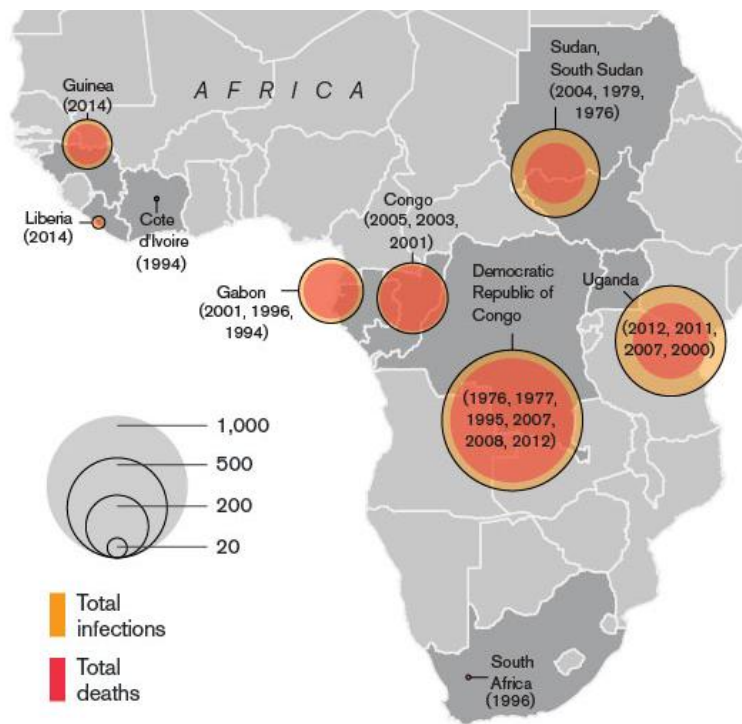 Guinea
(2014)
A F R I C A
Sudan,
South Sudan
(2004, 1979,
1976)
Liberia
(2014)
Cote
d'Ivoire
(1994)
Congo
(2005, 2003,
2001)
Gabon
(2001, 1996,
1994)
Democratic
Republic of
Congo
(1976, 1977,
1995, 2007,
2008, 2012)
Uganda
(2012, 2011,
2007, 2000)
1,000
500
200
20
Total
infections
Total
deaths
South
Africa
(1996)